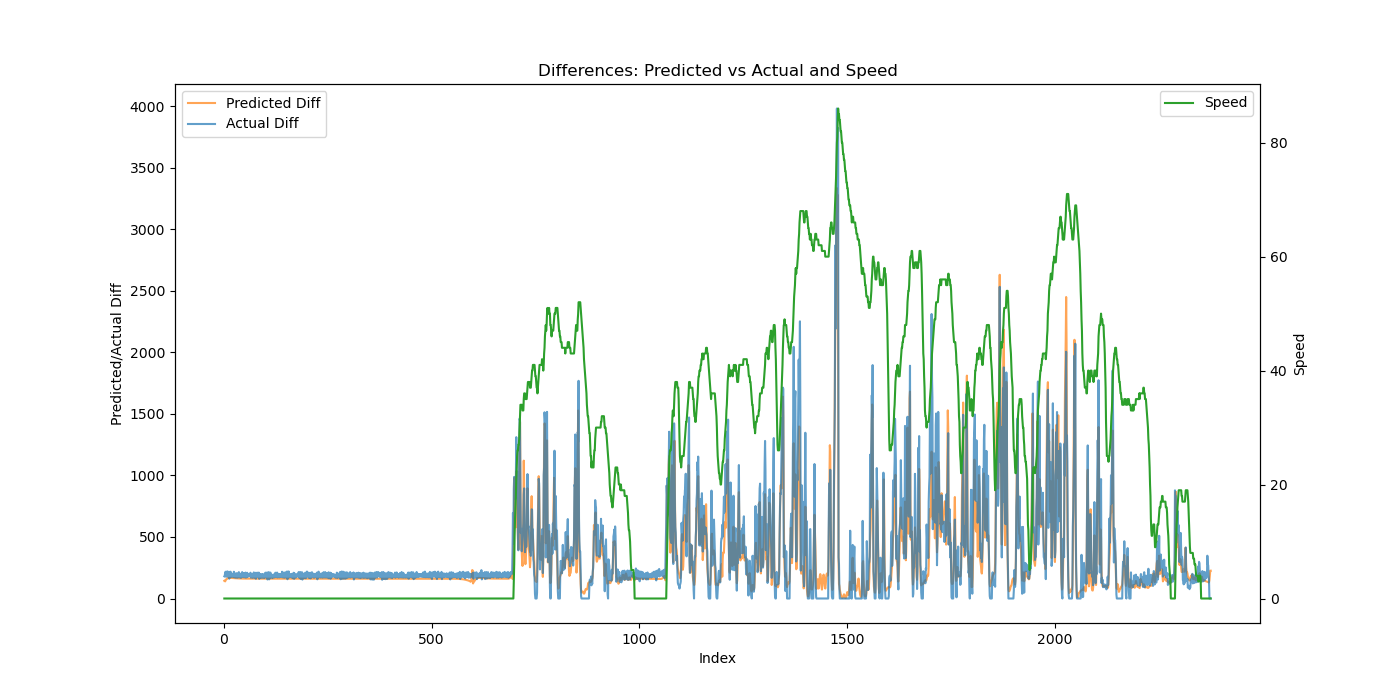 Differences: Predicted vs Actual and Speed
Predicted Diff
Actual Diff
Speed
4000
3500
3000
2500
2000
1500
1000
500
0
Predicted/Actual Diff
80
60
40
20
0
Speed
0
500
1000
1500
2000
Index